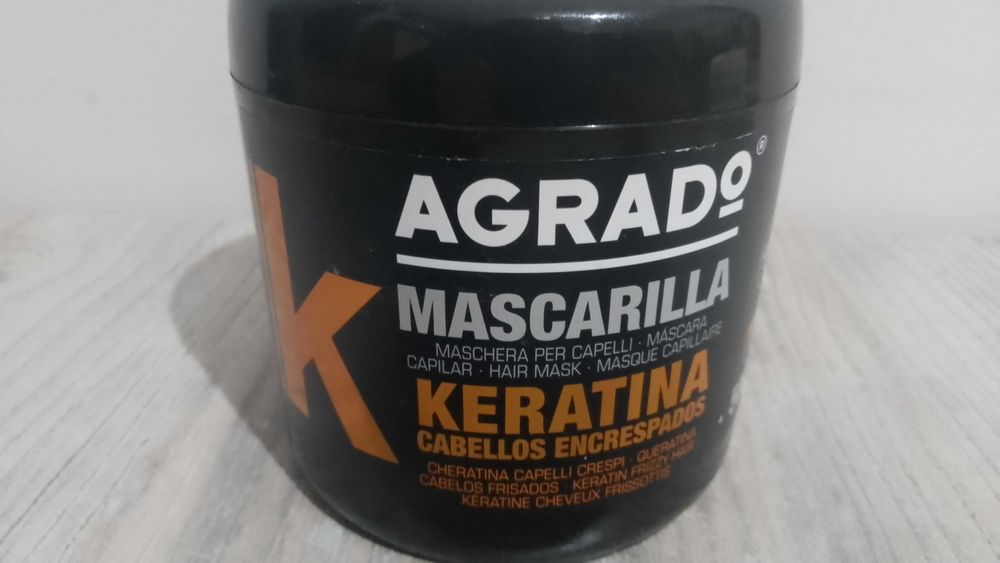 AGRADO®
k
MASCARILLA
MASCHERA PER CAPELLI · MÁSCARA
CAPILAR · HAIR MASK · MASQUE CAPILLAIRE
KERATINA
CABELLOS ENCRESPADOS
CHERATINA CAPELLI CRESPI · QUERATINA
CABELOS FRISADOS · KERATIN FRIZZY HAIR
KÉRATINE CHEVEUX FRISSOTTIS